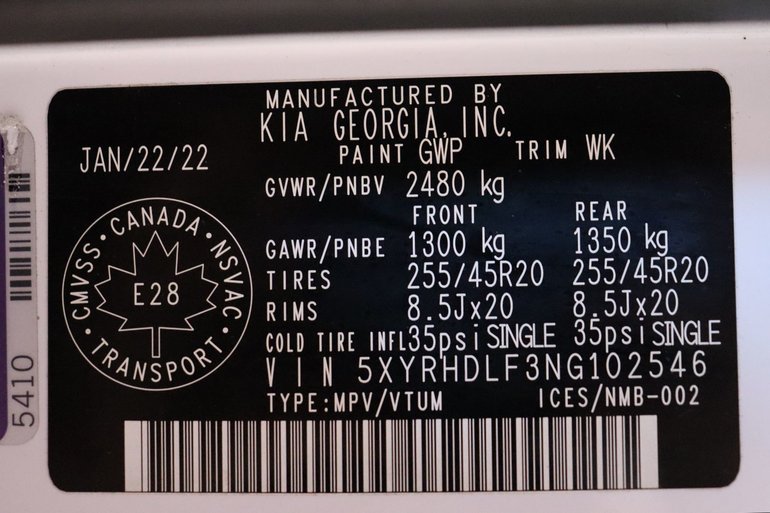 MANUFACTURED BY
KIA GEORGIA, INC.
JAN/22/22
PAINT GWP TRIM WK
GVWR/PNBV 2480 kg
FRONT REAR
GAWR/PNBE 1300 kg 1350 kg
TIRES 255/45R20 255/45R20
RIMS 8.5Jx20 8.5Jx20
COLD TIRE INFL 35psi SINGLE 35psi SINGLE
VIN 5XYRHDLF3NG102546
TYPE:MPV/VTUM ICES/NMB-002
CMVSS • CANADA • NSVAC • TRANSPORT •
E28
5410